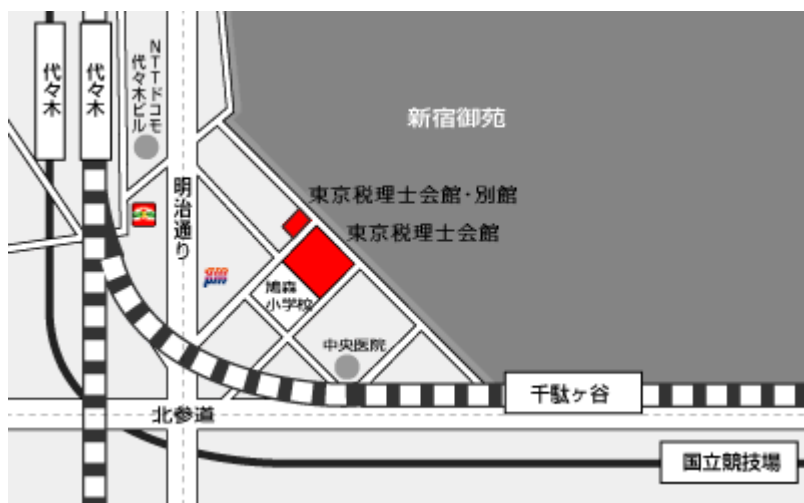 代々木
代々木
NTTドコモ
代々木ビル
新宿御苑
明治通り
東京税理士会館・別館
東京税理士会館
am
pm
鳩森
小学校
中央医院
千駄ヶ谷
北参道
国立競技場